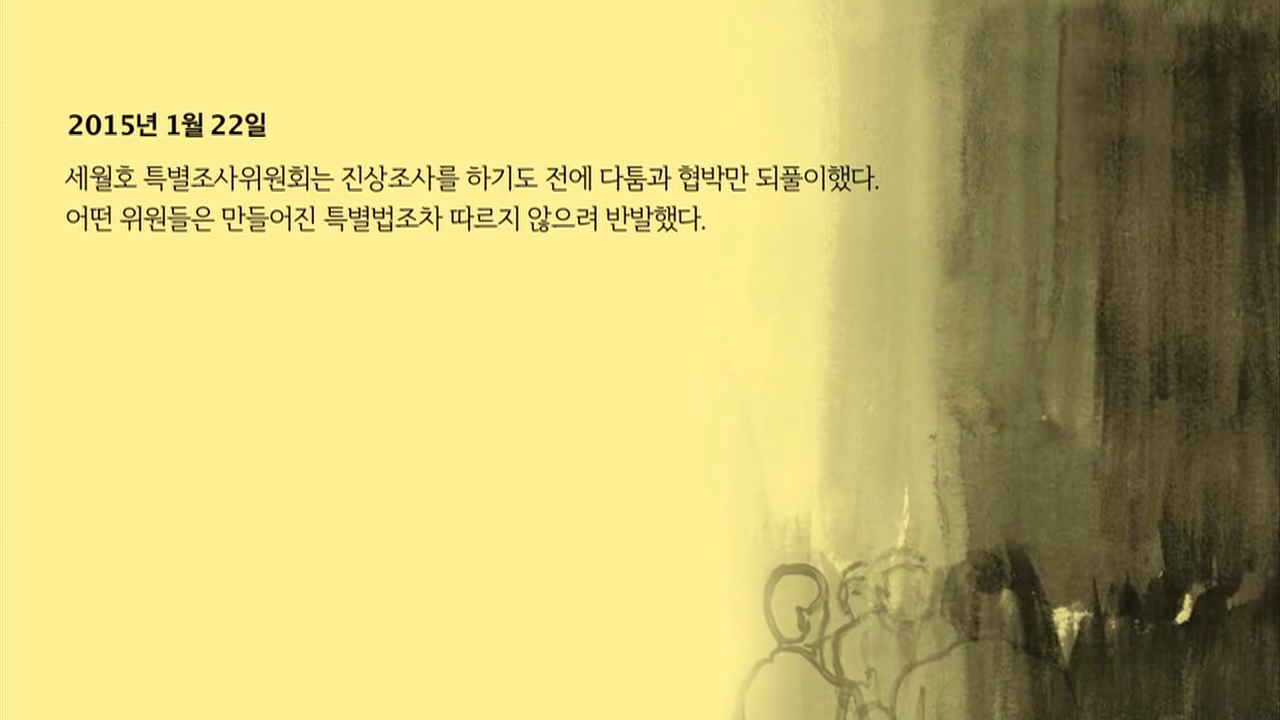 2015년 1월 22일
세월호 특별조사위원회는 진상조사를 하기도 전에 다툼과 협박만 되풀이했다.
어떤 위원들은 만들어진 특별법조차 따르지 않으려 반발했다.